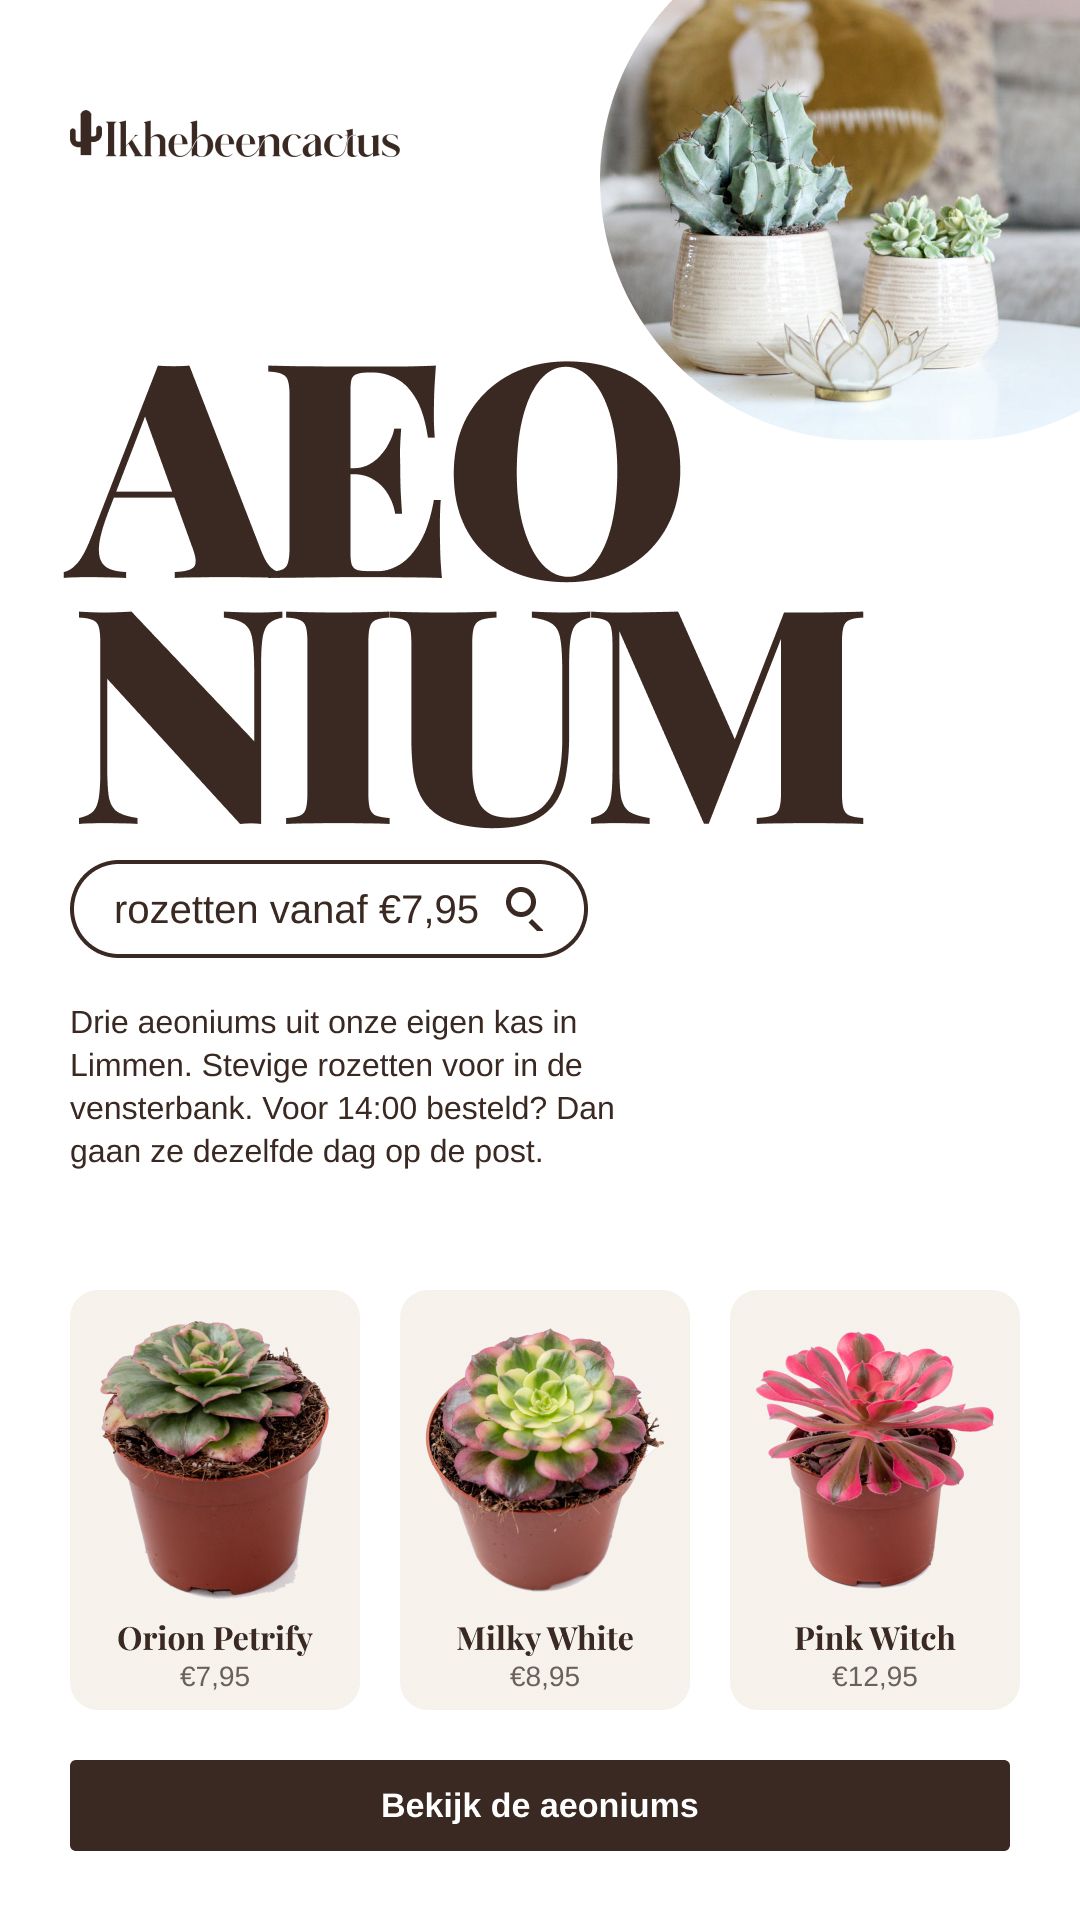 Ikhebeencactus
AEO
NIUM
rozetten vanaf €7,95
Drie aeoniums uit onze eigen kas in
Limmen. Stevige rozetten voor in de
vensterbank. Voor 14:00 besteld? Dan
gaan ze dezelfde dag op de post.
Orion Petrify
€7,95
Milky White
€8,95
Pink Witch
€12,95
Bekijk de aeoniums